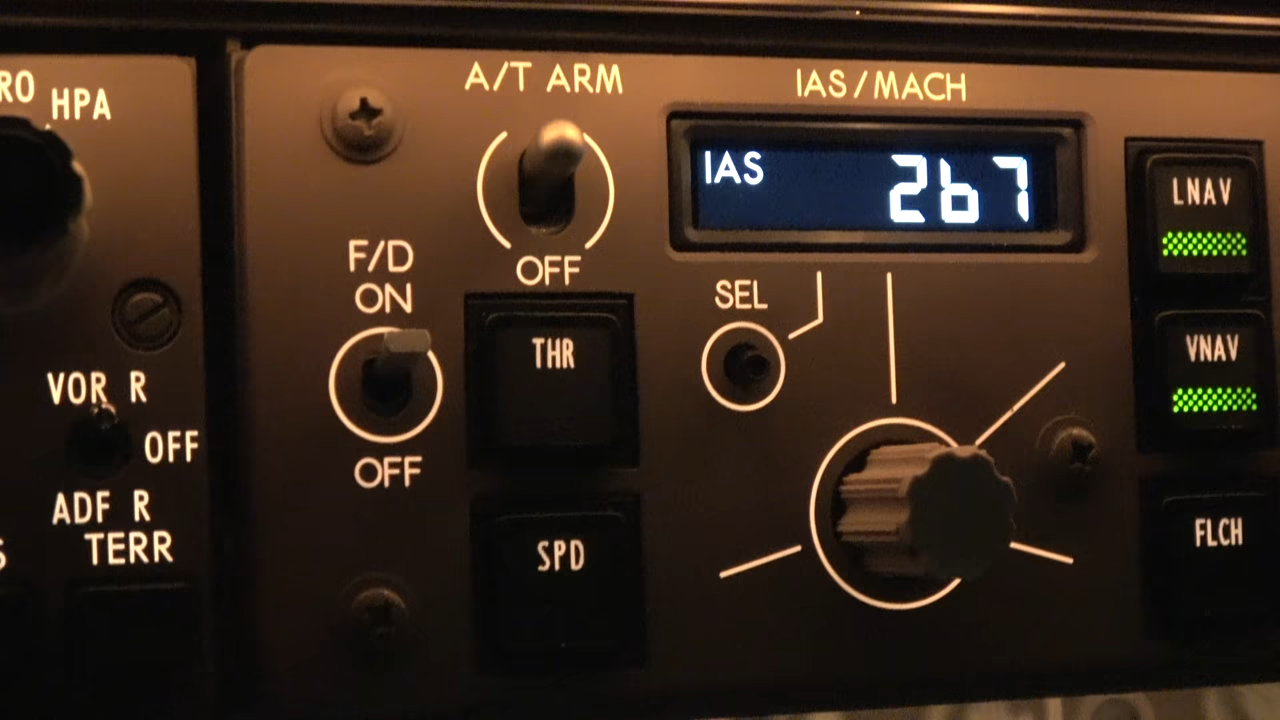 RO HPA
VOR R
OFF
ADF R
S TERR
A/T ARM
OFF
F/D
ON
OFF
THR
SPD
IAS/MACH
IAS 267
SEL
LNAV
VNAV
FLCH